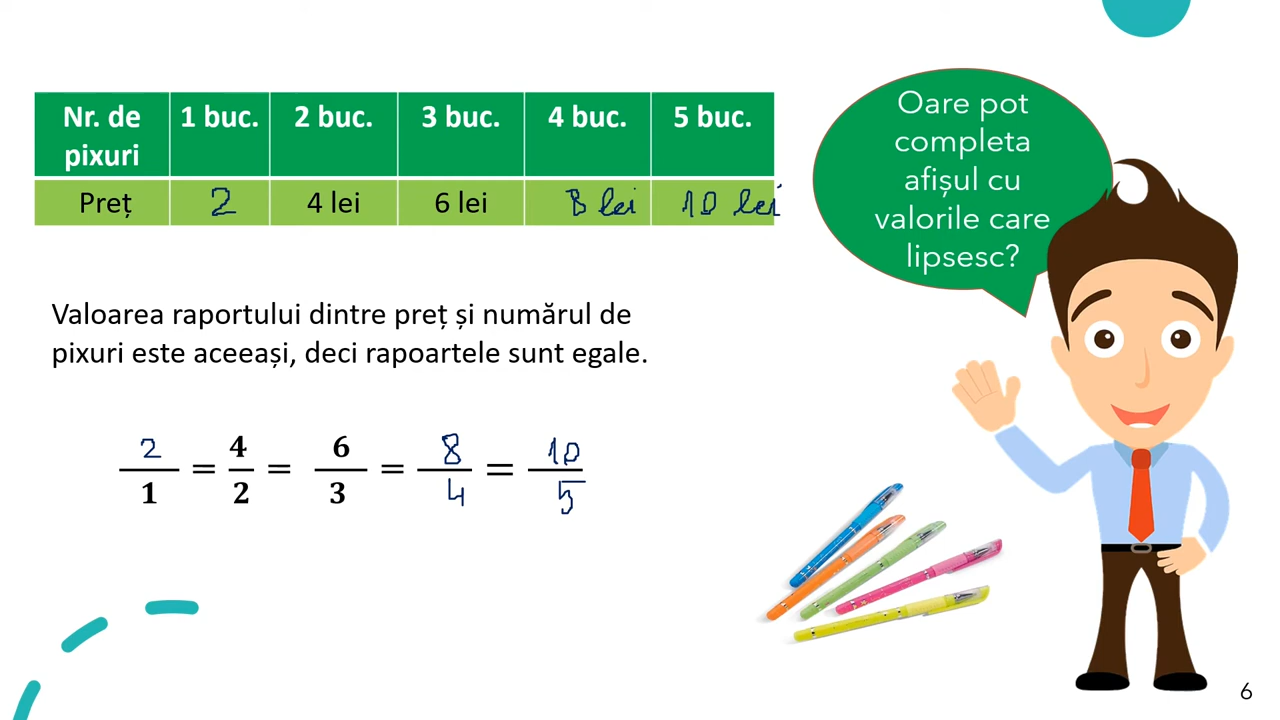 Nr. de pixuri 1 buc. 2 buc. 3 buc. 4 buc. 5 buc.
Preț 2 4 lei 6 lei 8 lei 10 lei
Oare pot
completa
afișul cu
valorile care
lipsesc?
Valoarea raportului dintre preț și numărul de
pixuri este aceeași, deci rapoartele sunt egale.
2/1 = 4/2 = 6/3 = 8/4 = 10/5
6